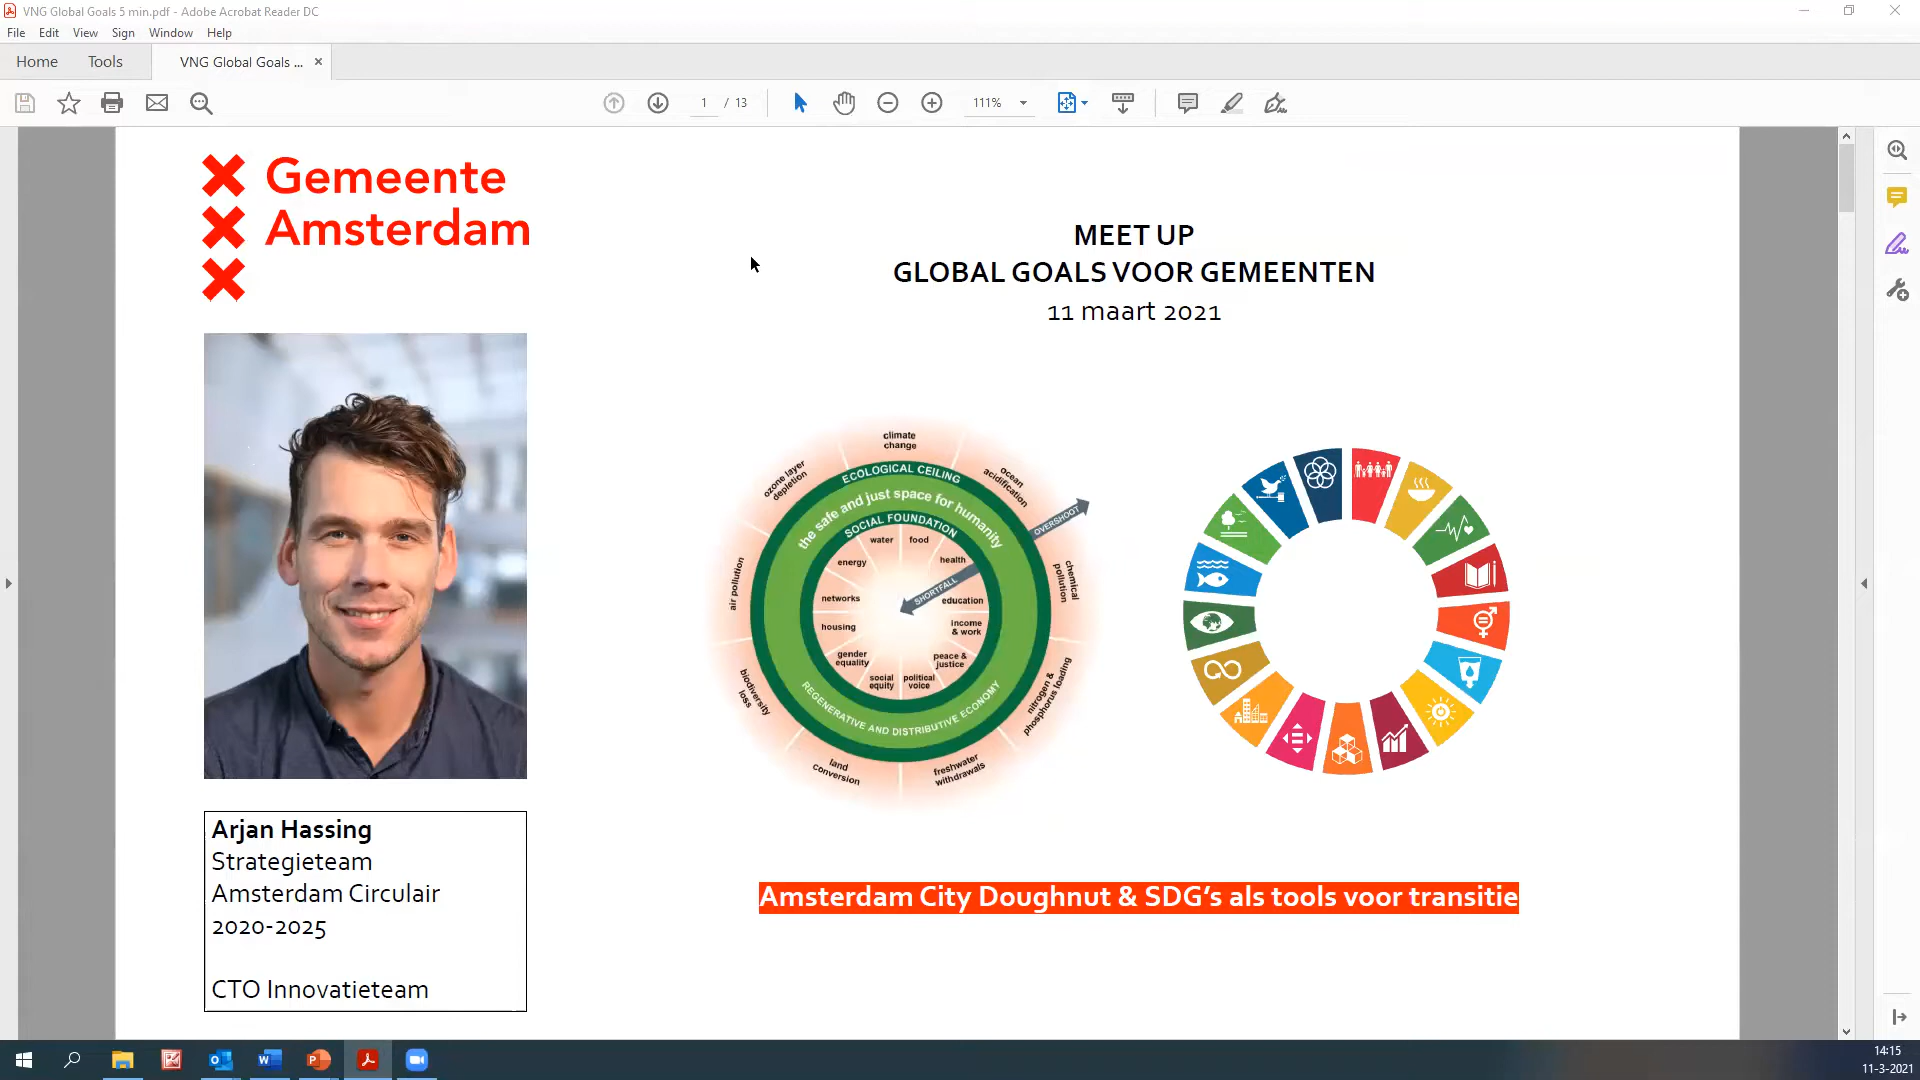 VNG Global Goals 5 min.pdf - Adobe Acrobat Reader DC
File Edit View Sign Window Help
Home Tools VNG Global Goals ... ×
1 / 13 111%
Gemeente
Amsterdam
MEET UP
GLOBAL GOALS VOOR GEMEENTEN
11 maart 2021
climate
change
ozone layer
depletion
ocean
acidification
ECOLOGICAL CEILING
the safe and just space for humanity
SOCIAL FOUNDATION
OVERSHOOT
water food
energy health
SHORTFALL
air pollution
chemical
pollution
networks education
housing income
& work
gender
equality
peace &
justice
social
equity
political
voice
biodiversity
loss
nitrogen &
phosphorus loading
REGENERATIVE AND DISTRIBUTIVE ECONOMY
land
conversion
freshwater
withdrawals
Arjan Hassing
Strategieteam
Amsterdam Circulair
2020-2025
CTO Innovatieteam
Amsterdam City Doughnut & SDG's als tools voor transitie
14:15
11-3-2021